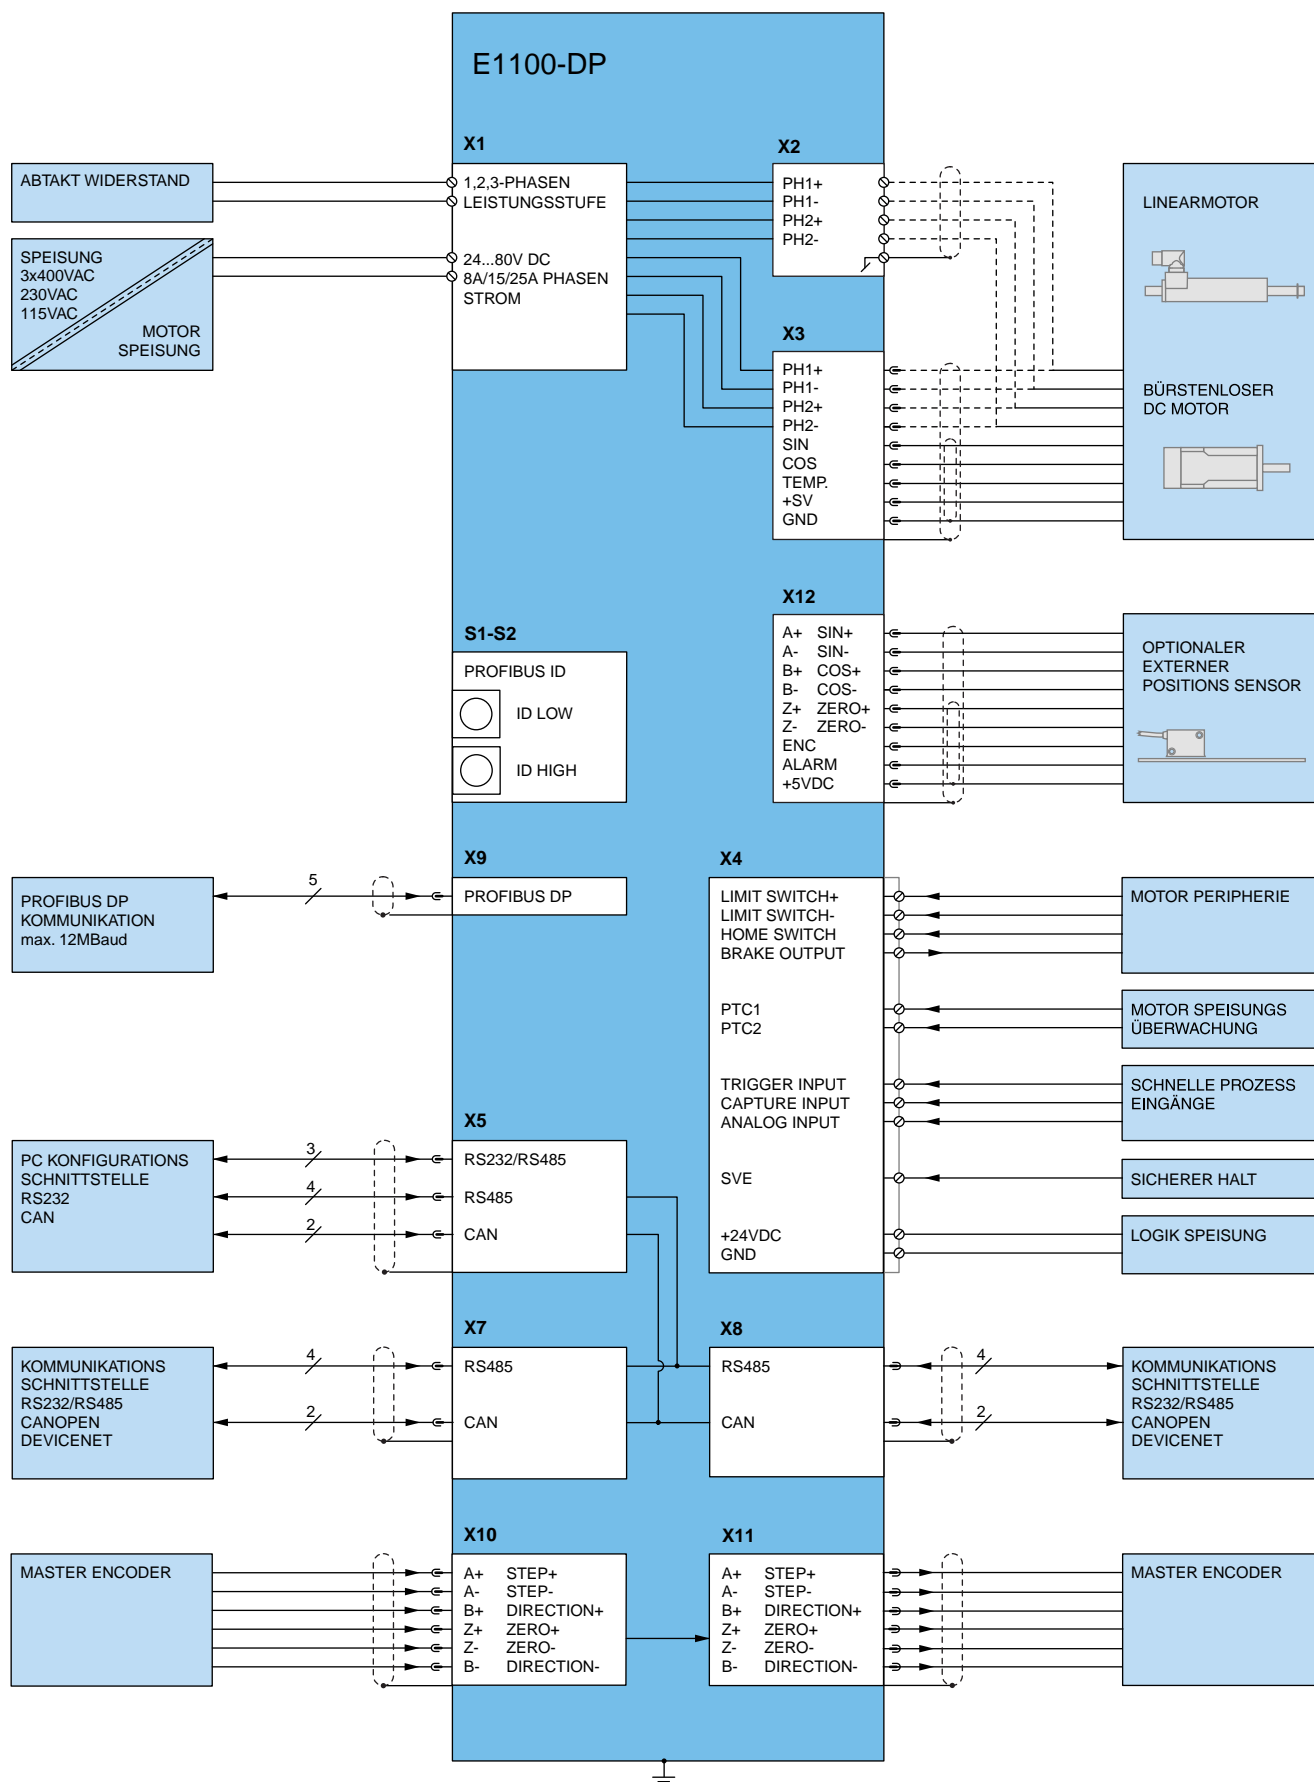 E1100-DP
X1
X2
ABTAKT WIDERSTAND
1,2,3-PHASEN
LEISTUNGSSTUFE
24...80V DC
8A/15/25A PHASEN
STROM
SPEISUNG
3x400VAC
230VAC
115VAC
MOTOR
SPEISUNG
PH1+
PH1-
PH2+
PH2-
LINEARMOTOR
BÜRSTENLOSER
DC MOTOR
X3
PH1+
PH1-
PH2+
PH2-
SIN
COS
TEMP.
+SV
GND
S1-S2
PROFIBUS ID
ID LOW
ID HIGH
X12
A+ SIN+
A- SIN-
B+ COS+
B- COS-
Z+ ZERO+
Z- ZERO-
ENC
ALARM
+5VDC
OPTIONALER
EXTERNER
POSITIONS SENSOR
X9
PROFIBUS DP
5
PROFIBUS DP
KOMMUNIKATION
max. 12MBaud
X4
LIMIT SWITCH+
LIMIT SWITCH-
HOME SWITCH
BRAKE OUTPUT
PTC1
PTC2
TRIGGER INPUT
CAPTURE INPUT
ANALOG INPUT
SVE
+24VDC
GND
MOTOR PERIPHERIE
MOTOR SPEISUNGS
ÜBERWACHUNG
SCHNELLE PROZESS
EINGÄNGE
SICHERER HALT
LOGIK SPEISUNG
X5
PC KONFIGURATIONS
SCHNITTSTELLE
RS232
CAN
3
4
2
RS232/RS485
RS485
CAN
X7
X8
KOMMUNIKATIONS
SCHNITTSTELLE
RS232/RS485
CANOPEN
DEVICENET
4
2
RS485
CAN
RS485
CAN
4
2
KOMMUNIKATIONS
SCHNITTSTELLE
RS232/RS485
CANOPEN
DEVICENET
X10
X11
MASTER ENCODER
A+ STEP+
A- STEP-
B+ DIRECTION+
Z+ ZERO+
Z- ZERO-
B- DIRECTION-
A+ STEP+
A- STEP-
B+ DIRECTION+
Z+ ZERO+
Z- ZERO-
B- DIRECTION-
MASTER ENCODER